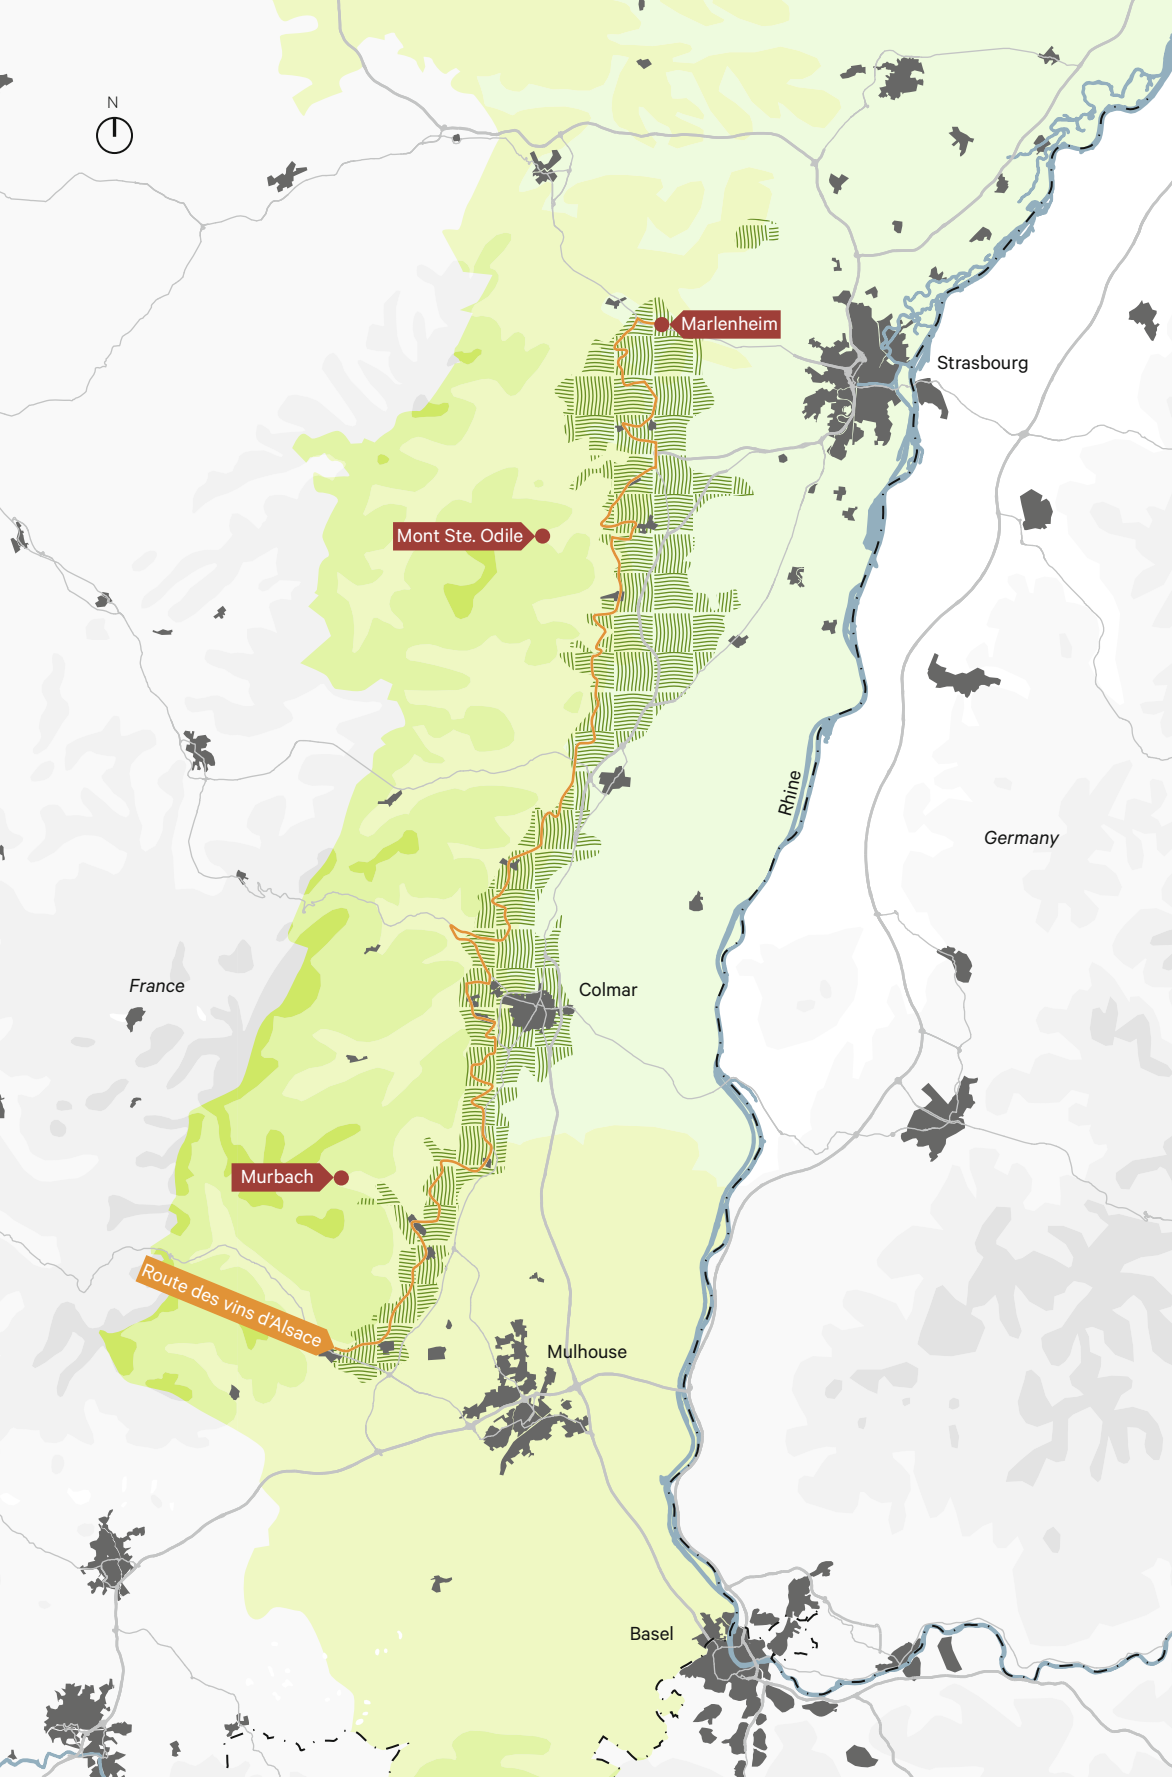 N
Marlenheim
Strasbourg
Mont Ste. Odile
Rhine
Germany
France
Colmar
Murbach
Route des vins d'Alsace
Mulhouse
Basel